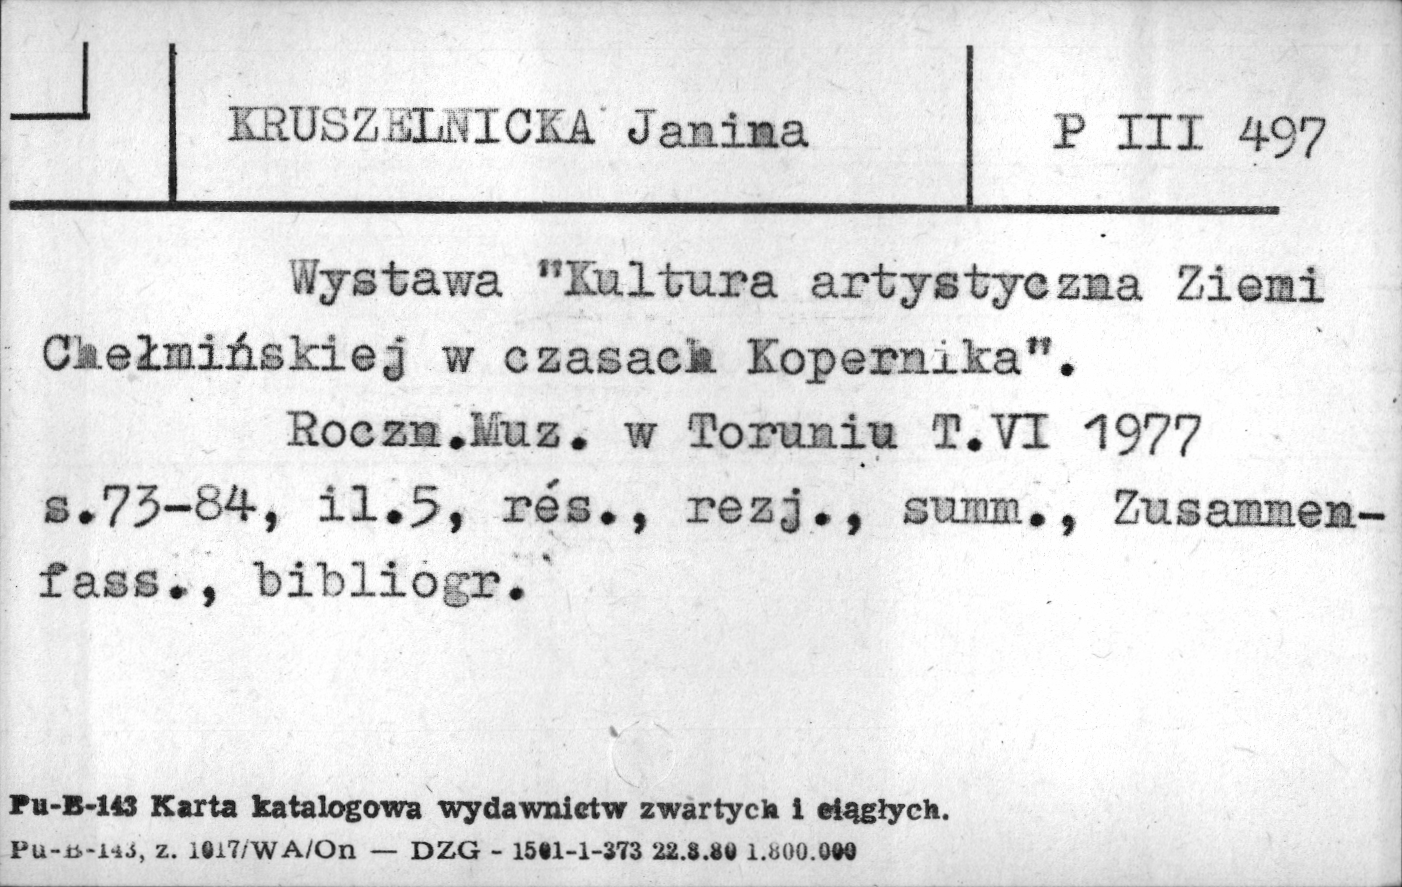 KRUSZELNICKA Janina
P III 497
Wystawa "Kultura artystyczna Ziemi
Chełmińskiej w czasach Kopernika".
Roczn.Muz. w Toruniu T.VI 1977
s.73-84, il.5, rés., rezj., summ., Zusammen-
fass., bibliogr.
Pu-B-143 Karta katalogowa wydawnictw zwartych i ciągłych.
Pu-B-143, z. 1017/WA/On — DZG - 1501-1-373 22.8.80 1.800.000